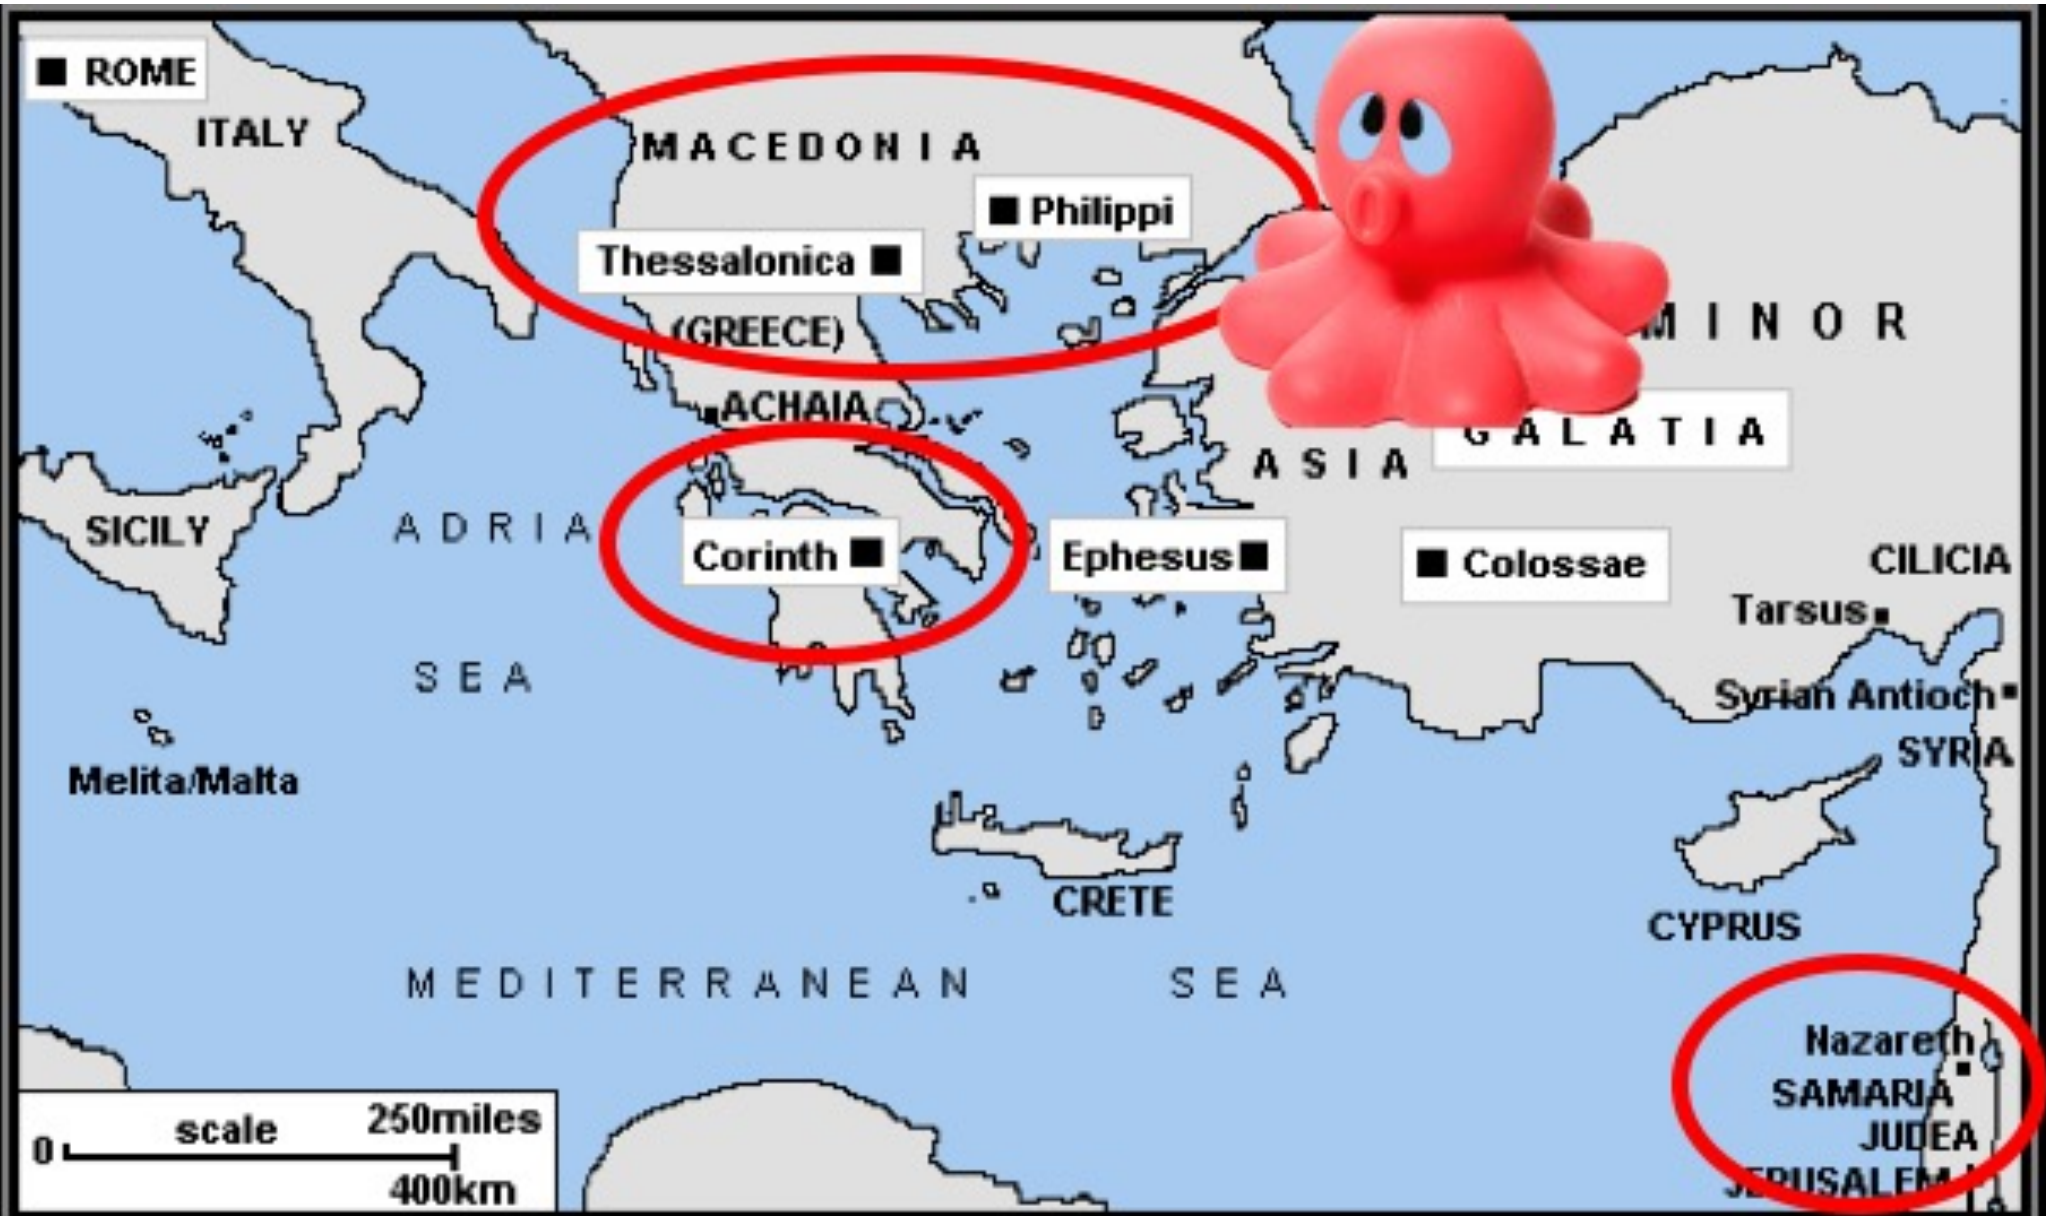 ROME
ITALY
MACEDONIA
Philippi
Thessalonica
(GREECE)
MINOR
ACHAIA
GALATIA
ASIA
SICILY
ADRIA
Corinth
Ephesus
Colossae
CILICIA
Tarsus
SEA
Syrian Antioch
SYRIA
Melita/Malta
CRETE
CYPRUS
MEDITERRANEAN SEA
Nazareth
SAMARIA
JUDEA
JERUSALEM
scale
250miles
0
400km